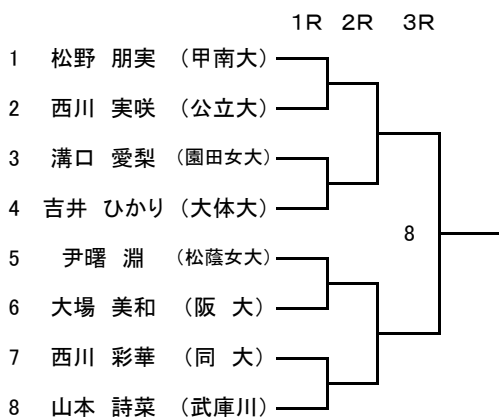 1R 2R 3R
1 松野 朋実 (甲南大)
2 西川 実咲 (公立大)
3 溝口 愛梨 (園田女大)
4 吉井 ひかり (大体大)
8
5 尹曙 淵 (松蔭女大)
6 大場 美和 (阪 大)
7 西川 彩華 (同 大)
8 山本 詩菜 (武庫川)